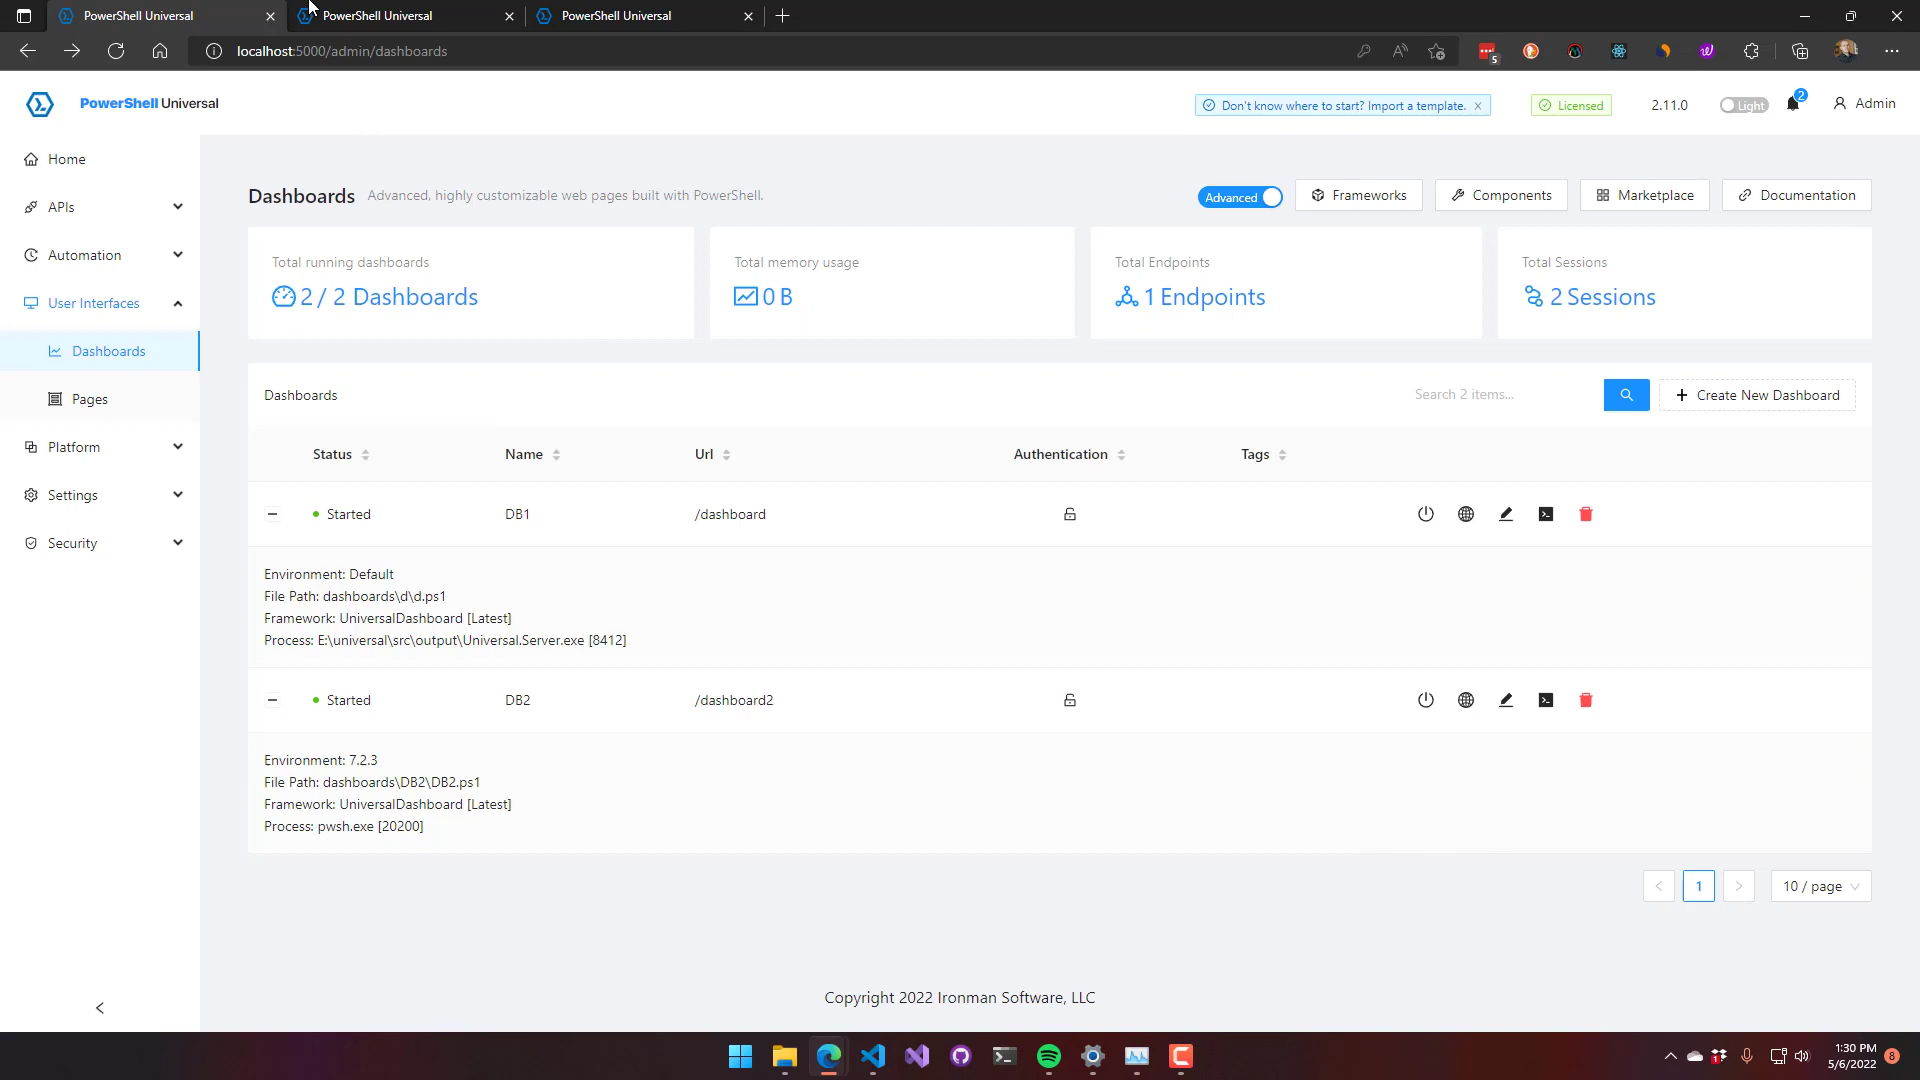 PowerShell Universal
PowerShell Universal
PowerShell Universal
localhost:5000/admin/dashboards
5
PowerShell Universal
Don't know where to start? Import a template.
Licensed
2.11.0
Light
2
Admin
Home
APIs
Automation
User Interfaces
Dashboards
Pages
Platform
Settings
Security
Dashboards Advanced, highly customizable web pages built with PowerShell.
Advanced
Frameworks
Components
Marketplace
Documentation
Total running dashboards
2 / 2 Dashboards
Total memory usage
0 B
Total Endpoints
1 Endpoints
Total Sessions
2 Sessions
Dashboards
Search 2 items...
Create New Dashboard
Status Name Url Authentication Tags
Started DB1 /dashboard
Environment: Default
File Path: dashboards\d\d.ps1
Framework: UniversalDashboard [Latest]
Process: E:\universal\src\output\Universal.Server.exe [8412]
Started DB2 /dashboard2
Environment: 7.2.3
File Path: dashboards\DB2\DB2.ps1
Framework: UniversalDashboard [Latest]
Process: pwsh.exe [20200]
1
10 / page
Copyright 2022 Ironman Software, LLC
1:30 PM
5/6/2022
8